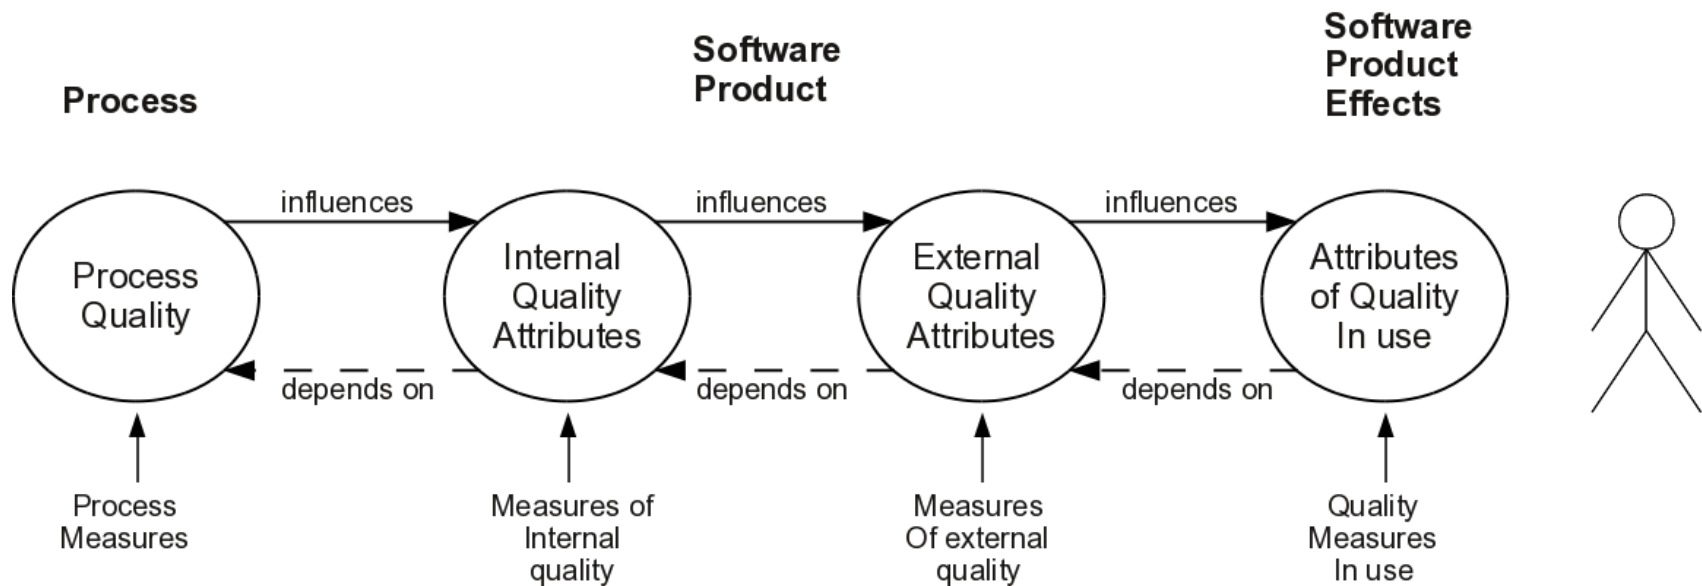 Process
Software
Product
Software
Product
Effects
influences
influences
influences
Process
Quality
Internal
Quality
Attributes
External
Quality
Attributes
Attributes
of Quality
In use
depends on
depends on
depends on
Process
Measures
Measures of
Internal
quality
Measures
Of external
quality
Quality
Measures
In use